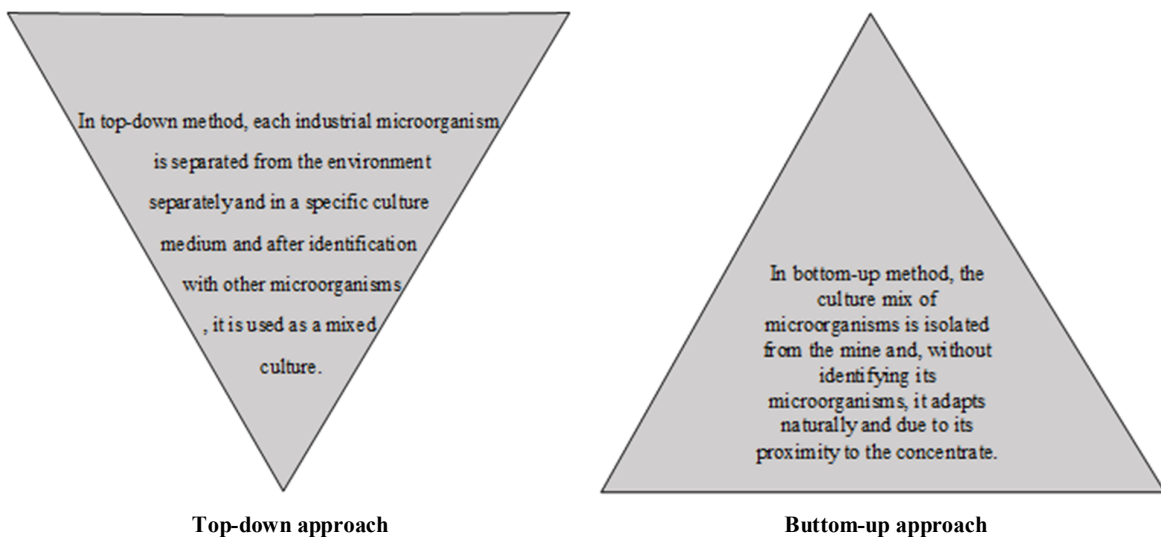 In top-down method, each industrial microorganism
is separated from the environment
separately and in a specific culture
medium and after identification
with other microorganisms
, it is used as a mixed
culture.
Top-down approach
In bottom-up method, the
culture mix of
microorganisms is isolated
from the mine and, without
identifying its
microorganisms, it adapts
naturally and due to its
proximity to the concentrate.
Buttom-up approach